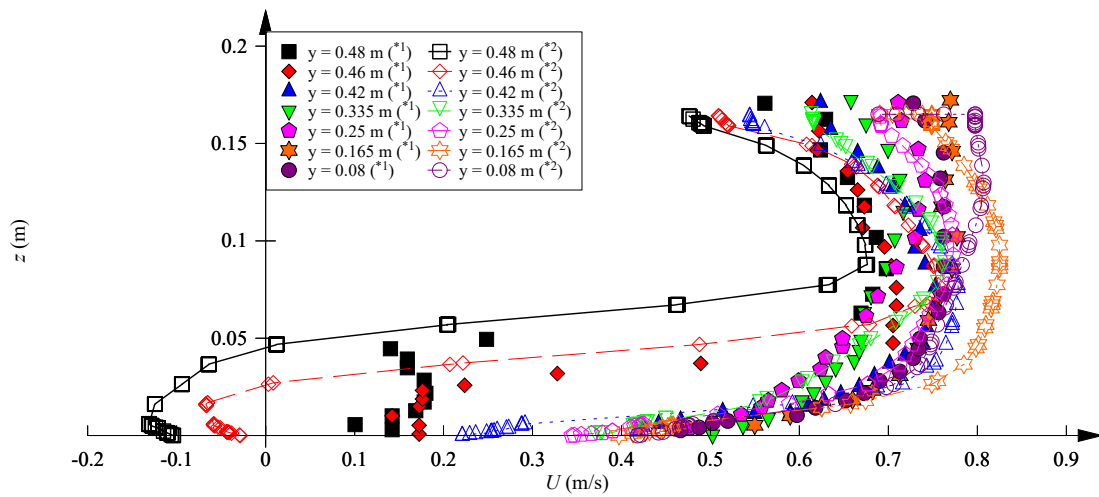 0.2
0.15
0.1
0.05
z (m)
y = 0.48 m (*1) y = 0.48 m (*2)
y = 0.46 m (*1) y = 0.46 m (*2)
y = 0.42 m (*1) y = 0.42 m (*2)
y = 0.335 m (*1) y = 0.335 m (*2)
y = 0.25 m (*1) y = 0.25 m (*2)
y = 0.165 m (*1) y = 0.165 m (*2)
y = 0.08 (*1) y = 0.08 m (*2)
-0.2 -0.1 0 0.1 0.2 0.3 0.4 0.5 0.6 0.7 0.8 0.9
U (m/s)